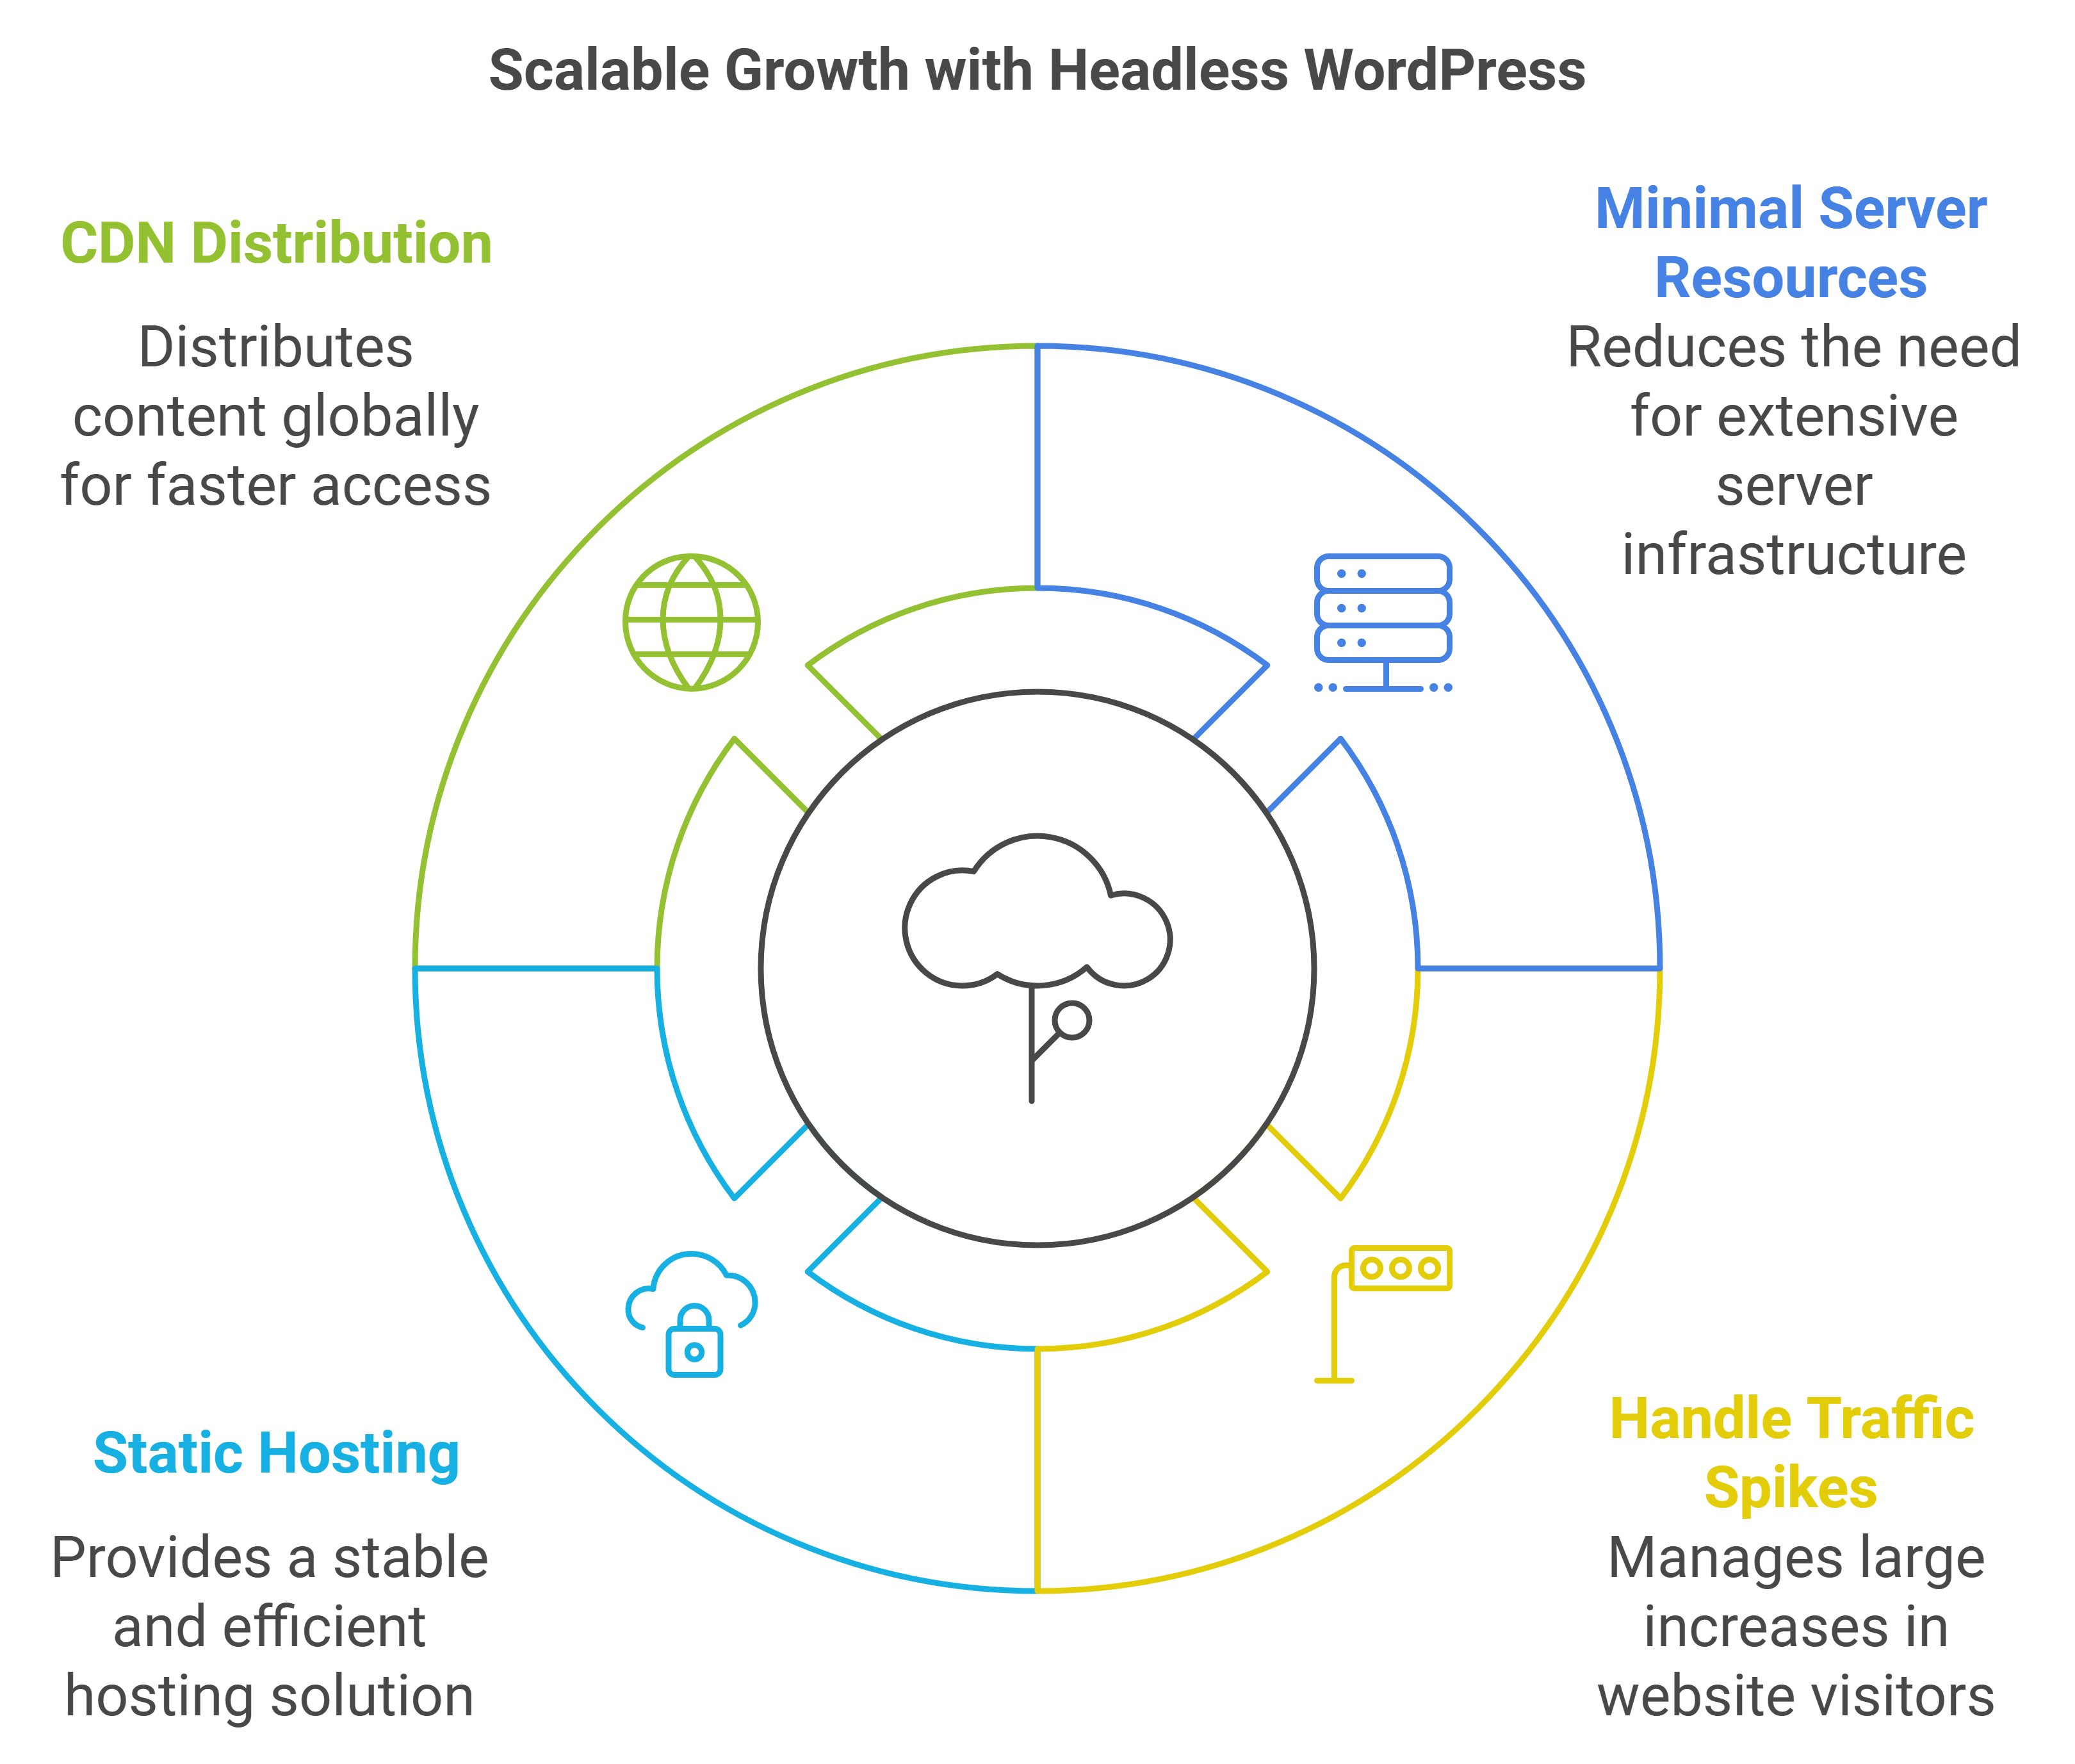 Scalable Growth with Headless WordPress
CDN Distribution
Distributes
content globally
for faster access
Minimal Server
Resources
Reduces the need
for extensive
server
infrastructure
Static Hosting
Provides a stable
and efficient
hosting solution
Handle Traffic
Spikes
Manages large
increases in
website visitors